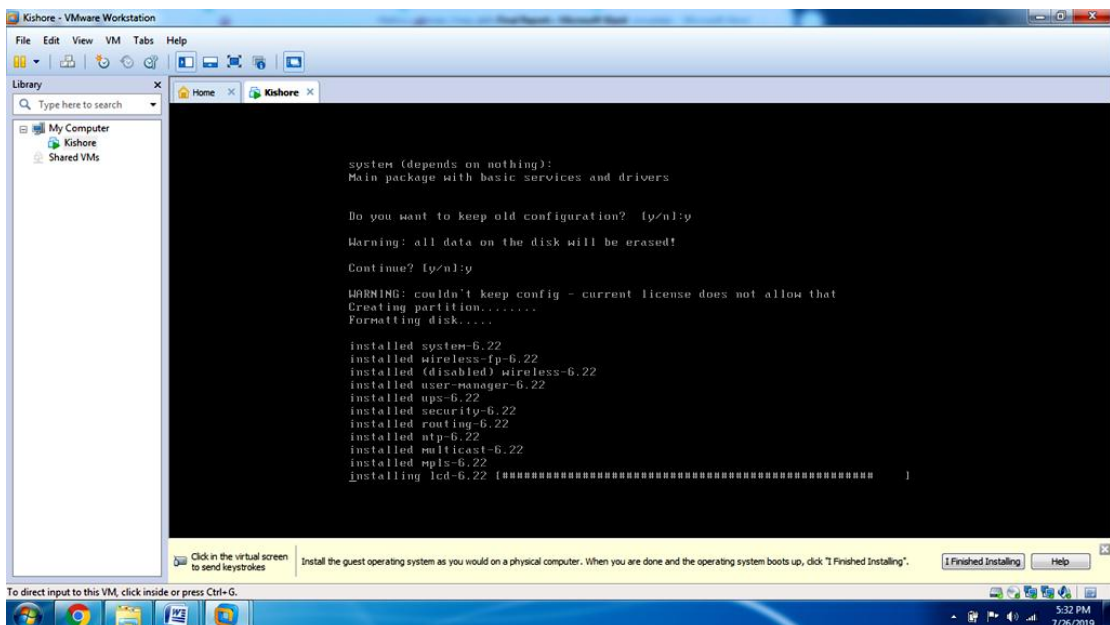 Kishore - VMware Workstation
File Edit View VM Tabs Help
Library
Type here to search
My Computer
Kishore
Shared VMs
Home
Kishore
system (depends on nothing):
Main package with basic services and drivers
Do you want to keep old configuration? [y/n]:y
Warning: all data on the disk will be erased!
Continue? [y/n]:y
WARNING: couldn't keep config - current license does not allow that
Creating partition........
Formatting disk.....
installed system-6.22
installed wireless-fp-6.22
installed (disabled) wireless-6.22
installed user-manager-6.22
installed ups-6.22
installed security-6.22
installed routing-6.22
installed ntp-6.22
installed multicast-6.22
installed mpls-6.22
installing lcd-6.22 [################################################### ]
Click in the virtual screen
to send keystrokes
Install the guest operating system as you would on a physical computer. When you are done and the operating system boots up, click "I Finished Installing".
I Finished Installing
Help
To direct input to this VM, click inside or press Ctrl+G.
5:32 PM
7/26/2019